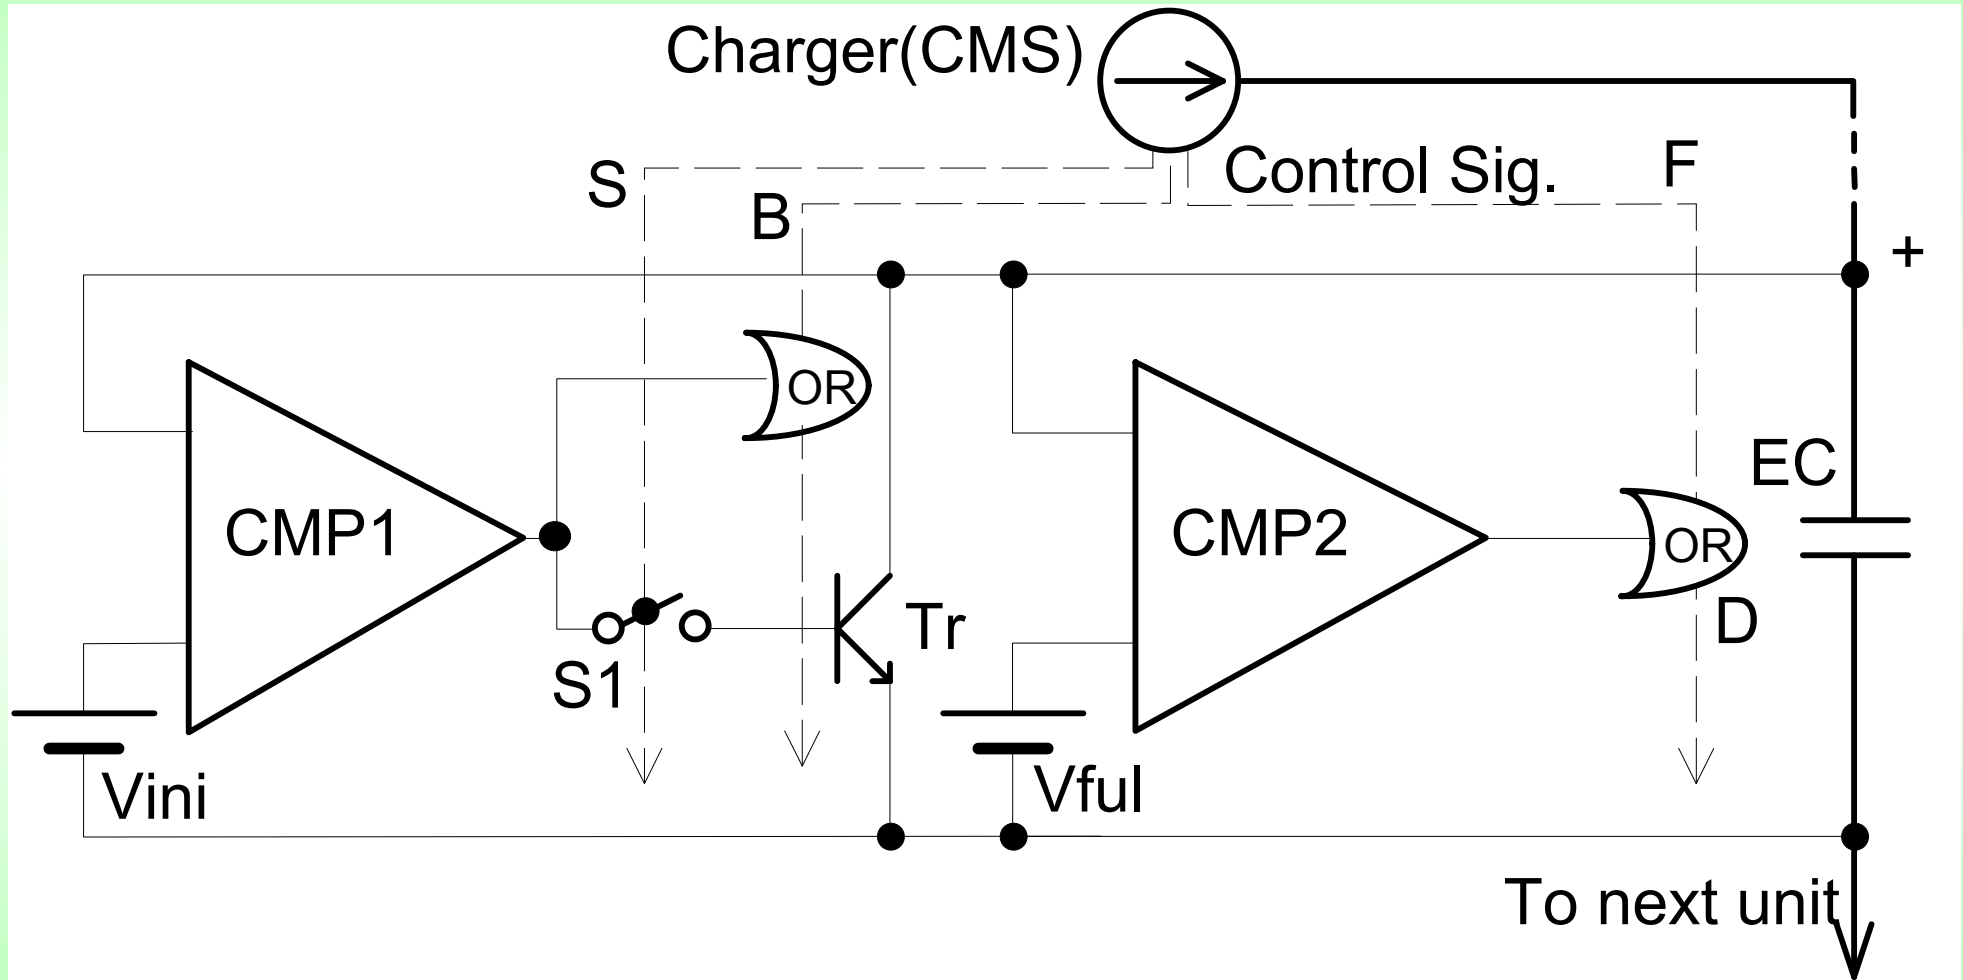 Charger(CMS)
S
B
Control Sig.
F
+
OR
CMP1
CMP2
EC
OR
Tr
D
S1
Vini
Vful
To next unit